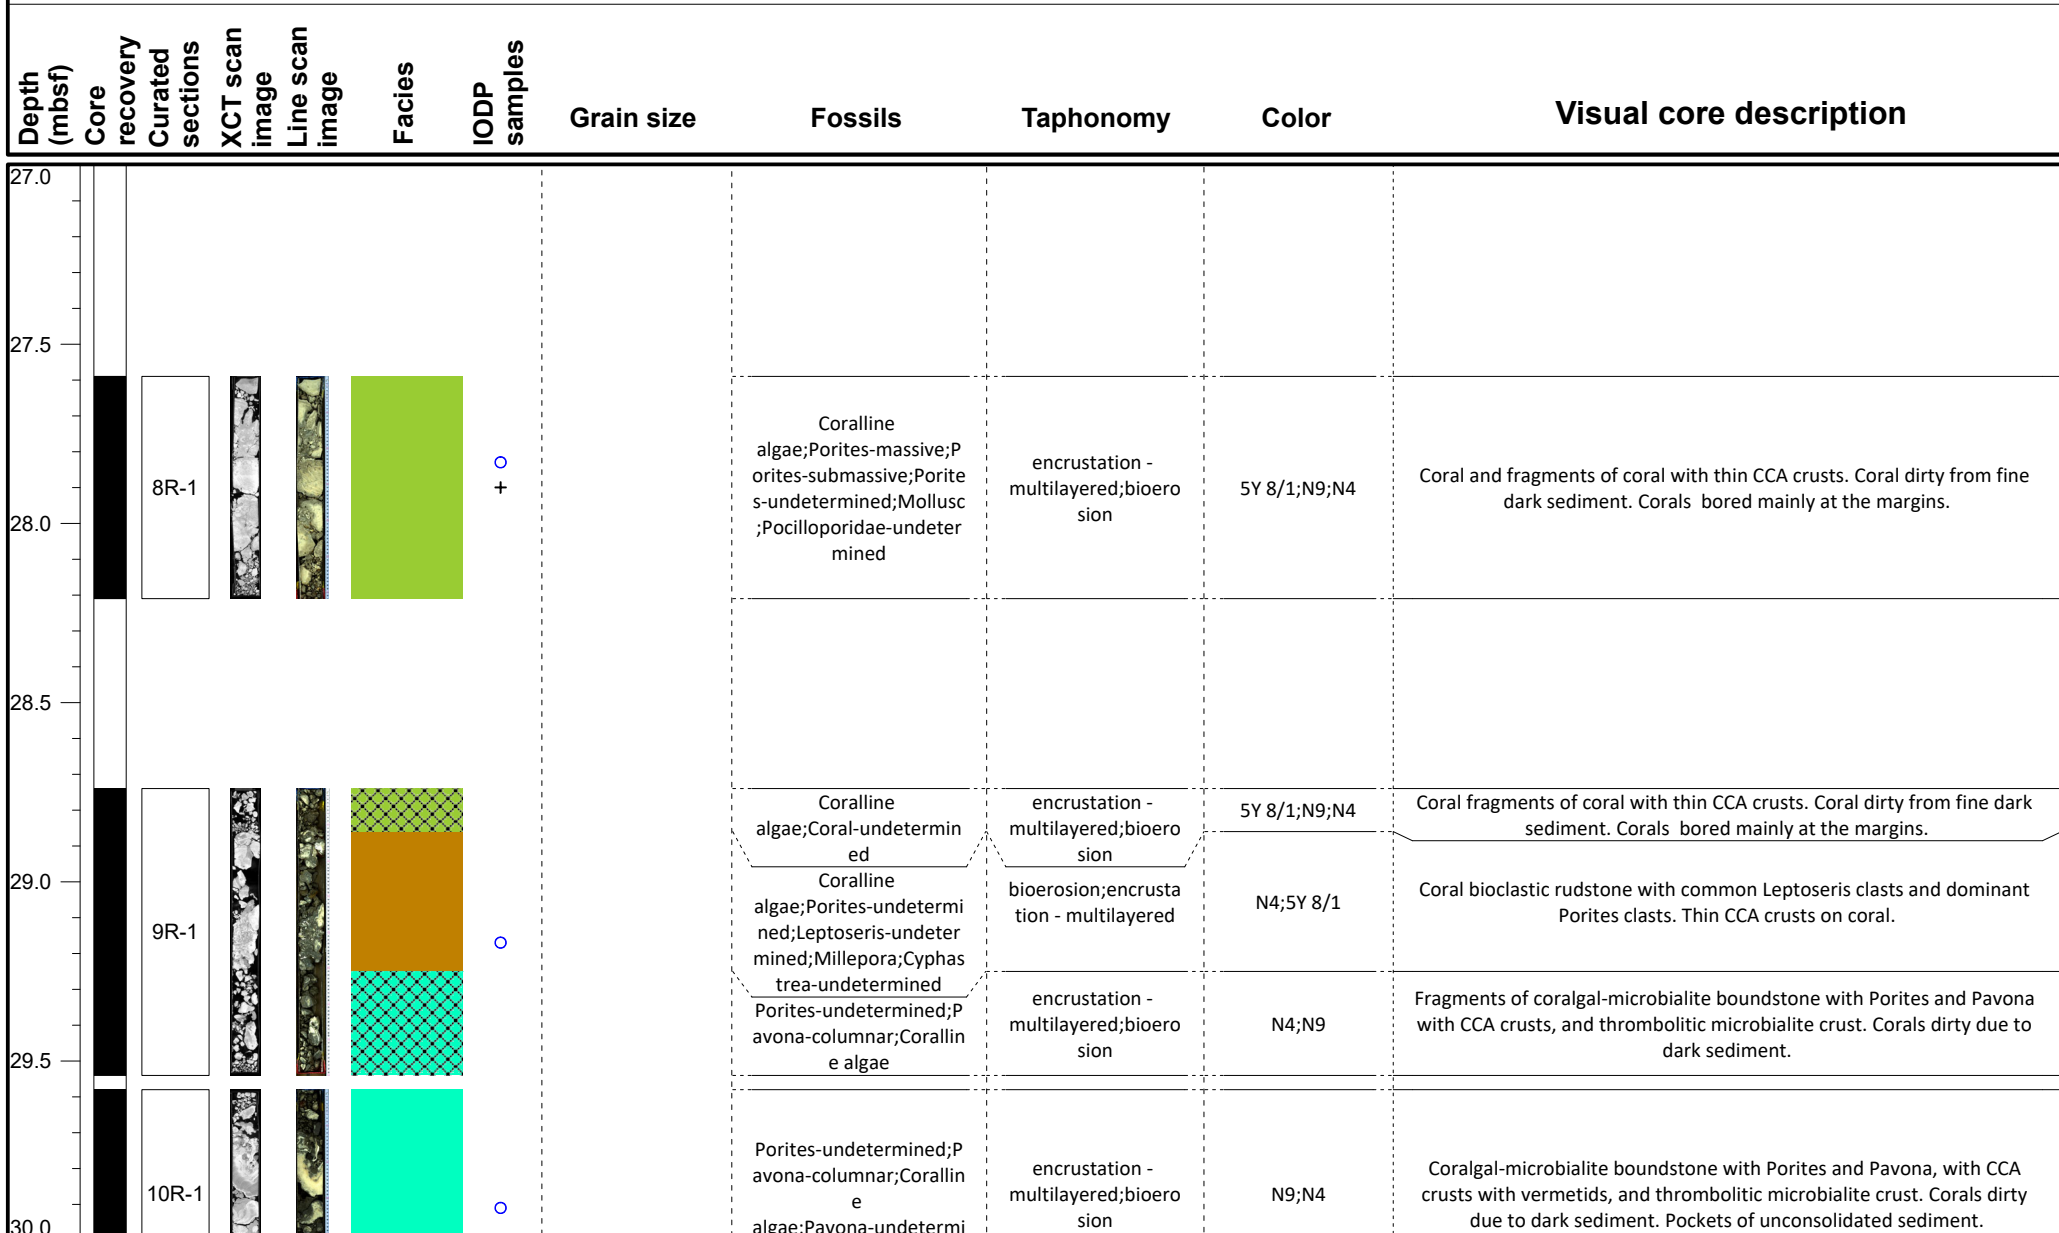 Depth
(mbsf)
Core
recovery
Curated
sections
XCT scan
image
Line scan
image
Facies
IODP
samples
Grain size
Fossils
Taphonomy
Color
Visual core description
27.0
27.5
8R-1
Coralline
algae;Porites-massive;P
orites-submassive;Porite
s-undetermined;Mollusc
;Pocilloporidae-undeter
mined
encrustation -
multilayered;bioero
sion
5Y 8/1;N9;N4
Coral and fragments of coral with thin CCA crusts. Coral dirty from fine
dark sediment. Corals  bored mainly at the margins.
28.0
28.5
Coralline
algae;Coral-undetermin
ed
encrustation -
multilayered;bioero
sion
5Y 8/1;N9;N4
Coral fragments of coral with thin CCA crusts. Coral dirty from fine dark
sediment. Corals  bored mainly at the margins.
29.0
9R-1
Coralline
algae;Porites-undetermi
ned;Leptoseris-undeter
mined;Millepora;Cyphas
trea-undetermined
bioerosion;encrusta
tion - multilayered
N4;5Y 8/1
Coral bioclastic rudstone with common Leptoseris clasts and dominant
Porites clasts. Thin CCA crusts on coral.
Porites-undetermined;P
avona-columnar;Corallin
e algae
encrustation -
multilayered;bioero
sion
N4;N9
Fragments of coralgal-microbialite boundstone with Porites and Pavona
with CCA crusts, and thrombolitic microbialite crust. Corals dirty due to
dark sediment.
29.5
10R-1
Porites-undetermined;P
avona-columnar;Corallin
e
algae;Pavona-undetermi
encrustation -
multilayered;bioero
sion
N9;N4
Coralgal-microbialite boundstone with Porites and Pavona, with CCA
crusts with vermetids, and thrombolitic microbialite crust. Corals dirty
due to dark sediment. Pockets of unconsolidated sediment.
30.0